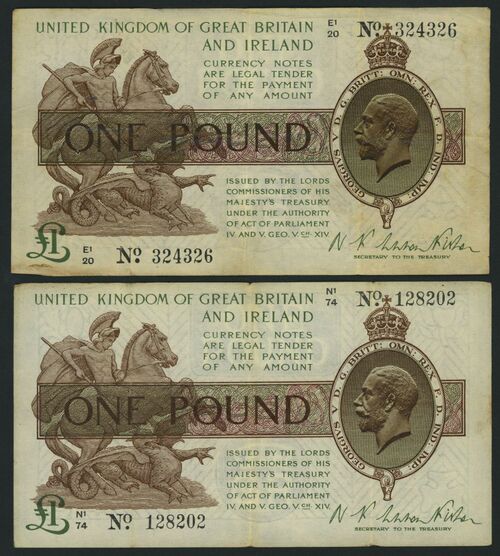 UNITED KINGDOM OF GREAT BRITAIN
AND IRELAND
E1/20 No 324326
CURRENCY NOTES
ARE LEGAL TENDER
FOR THE PAYMENT
OF ANY AMOUNT
GEORGIVS V D. G. BRITT: OMN: REX F. D. IND: IMP:
ONE POUND
ISSUED BY THE LORDS
COMMISSIONERS OF HIS
MAJESTY'S TREASURY
UNDER THE AUTHORITY
OF ACT OF PARLIAMENT
IV. AND V. GEO. V. CH. XIV.
£1 E1/20 No 324326
SECRETARY TO THE TREASURY
UNITED KINGDOM OF GREAT BRITAIN
AND IRELAND
N1/74 No 128202
CURRENCY NOTES
ARE LEGAL TENDER
FOR THE PAYMENT
OF ANY AMOUNT
GEORGIVS V D. G. BRITT: OMN: REX F. D. IND: IMP:
ONE POUND
ISSUED BY THE LORDS
COMMISSIONERS OF HIS
MAJESTY'S TREASURY
UNDER THE AUTHORITY
OF ACT OF PARLIAMENT
IV. AND V. GEO. V. CH. XIV.
£1 N1/74 No 128202
SECRETARY TO THE TREASURY